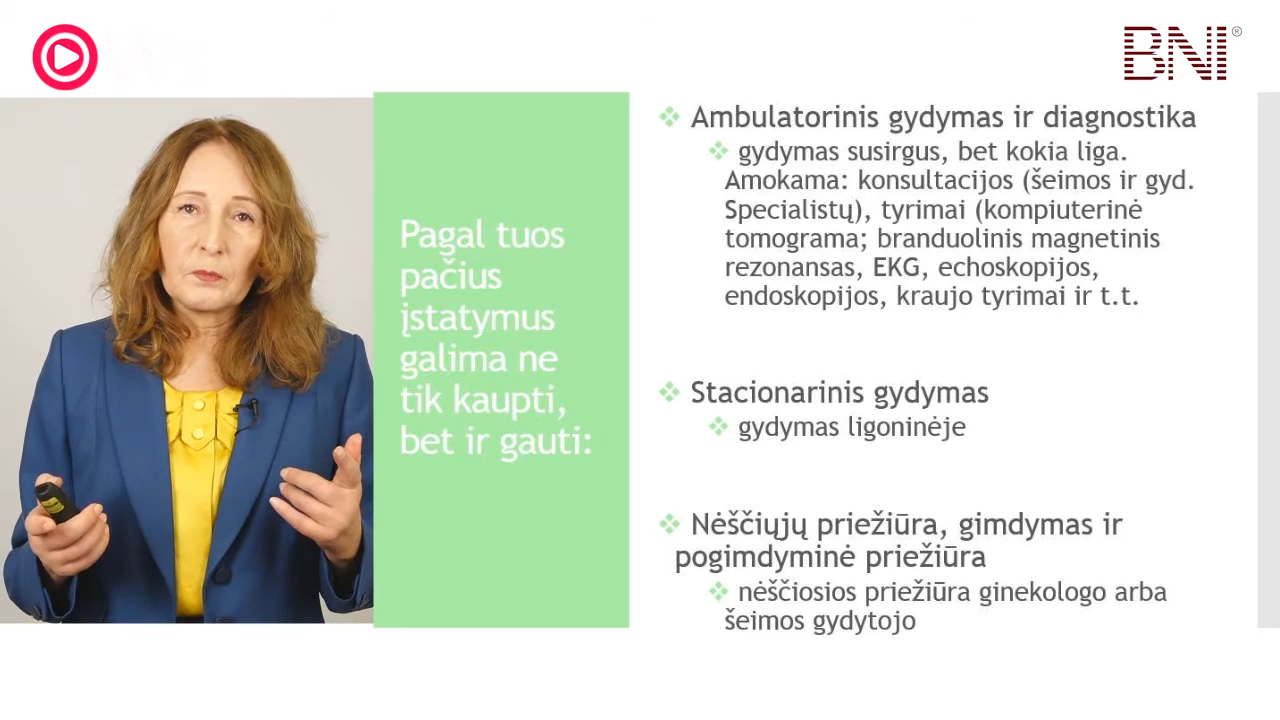 BNI®
Pagal tuos
pačius
įstatymus
galima ne
tik kaupti,
bet ir gauti:
Ambulatorinis gydymas ir diagnostika
gydymas susirgus, bet kokia liga.
Amokama: konsultacijos (šeimos ir gyd.
Specialistų), tyrimai (kompiuterinė
tomograma; branduolinis magnetinis
rezonansas, EKG, echoskopijos,
endoskopijos, kraujo tyrimai ir t.t.
Stacionarinis gydymas
gydymas ligoninėje
Nėščiųjų priežiūra, gimdymas ir
pogimdyminė priežiūra
nėščiosios priežiūra ginekologo arba
šeimos gydytojo